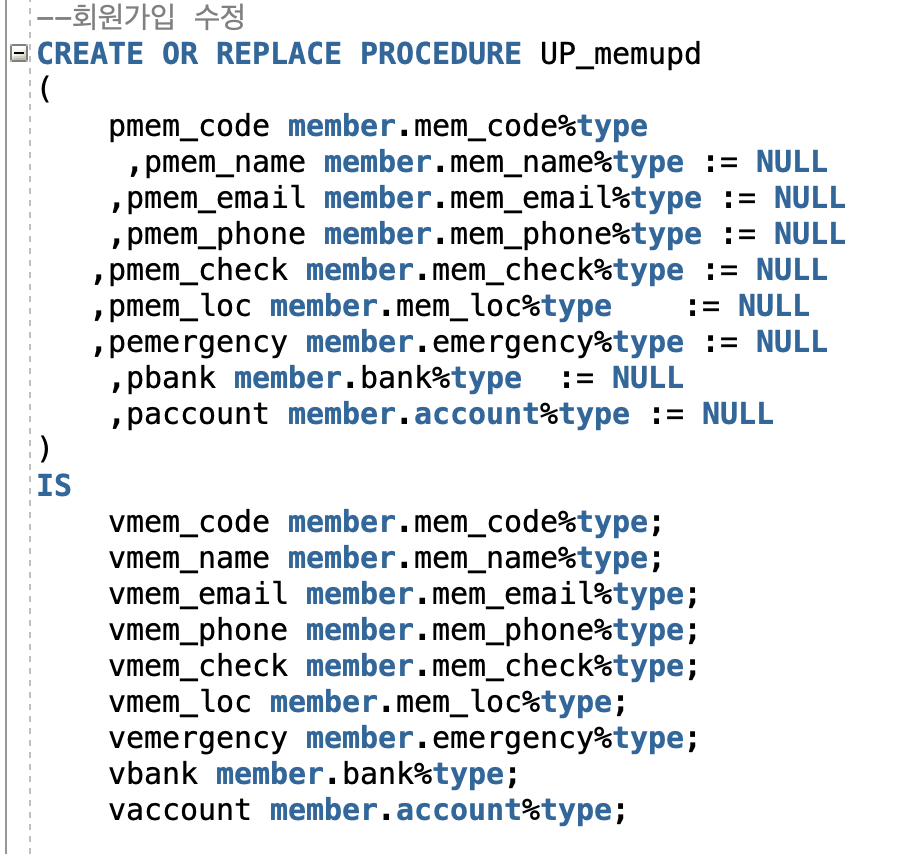 --회원가입 수정
CREATE OR REPLACE PROCEDURE UP_memupd
(
pmem_code member.mem_code%type
,pmem_name member.mem_name%type := NULL
,pmem_email member.mem_email%type := NULL
,pmem_phone member.mem_phone%type := NULL
,pmem_check member.mem_check%type := NULL
,pmem_loc member.mem_loc%type := NULL
,pemergency member.emergency%type := NULL
,pbank member.bank%type := NULL
,paccount member.account%type := NULL
)
IS
vmem_code member.mem_code%type;
vmem_name member.mem_name%type;
vmem_email member.mem_email%type;
vmem_phone member.mem_phone%type;
vmem_check member.mem_check%type;
vmem_loc member.mem_loc%type;
vemergency member.emergency%type;
vbank member.bank%type;
vaccount member.account%type;